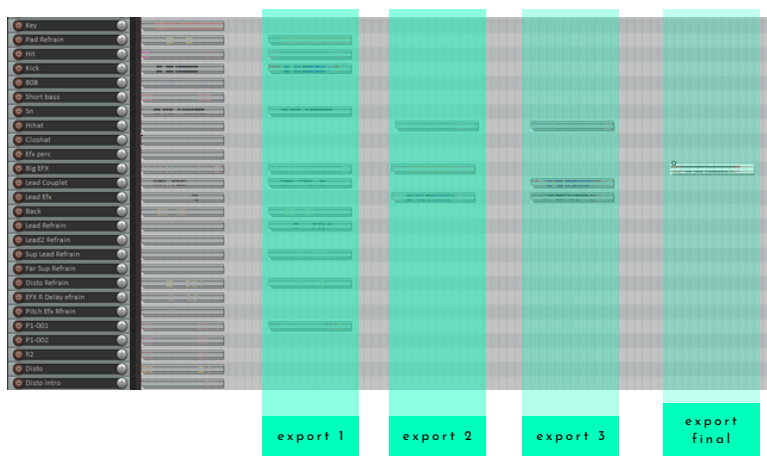 Key
Pad Refrain
Hit
Kick
808
Short bass
Sn
Hihat
Closhat
Efx perc
Big EFX
Lead Couplet
Lead Efx
Back
Lead Refrain
Lead2 Refrain
Sup Lead Refrain
Far Sup Refrain
Disto Refrain
EFX R Delay efrain
Pitch Efx Rfrain
P1-001
P1-002
R2
Disto
Disto Intro
export 1
export 2
export 3
export
final